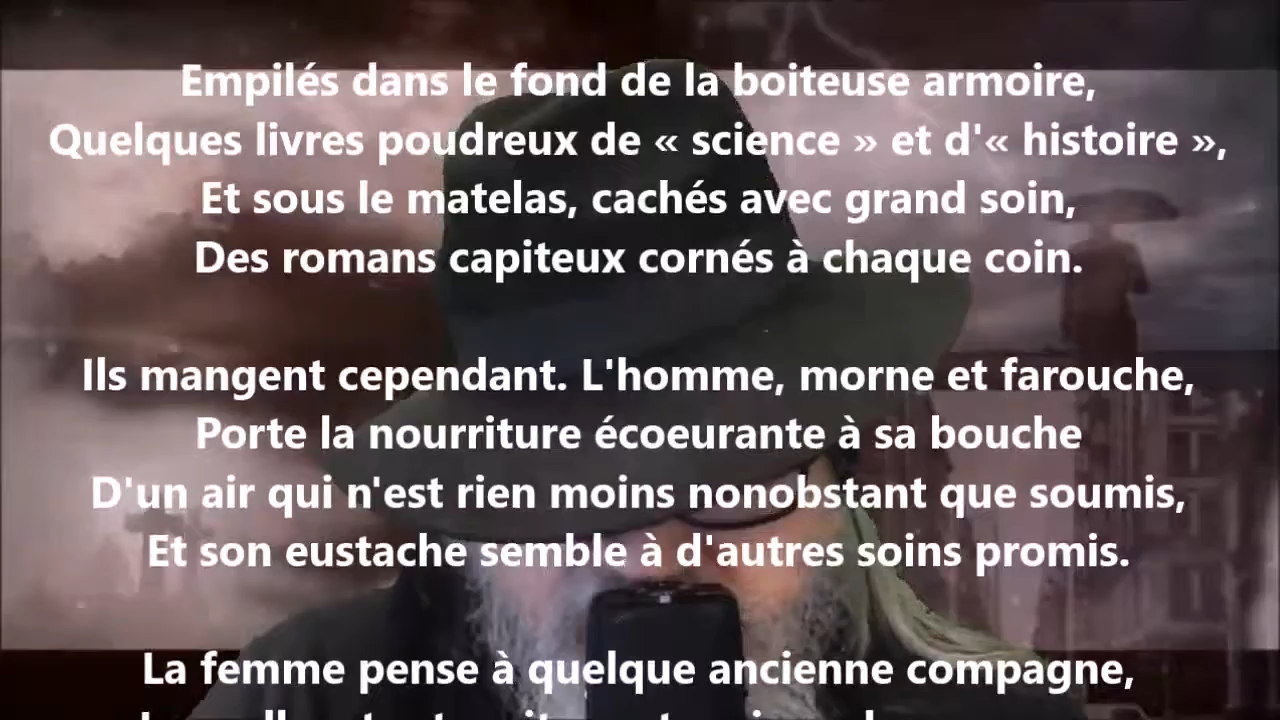 Empilés dans le fond de la boiteuse armoire,
Quelques livres poudreux de « science » et d'« histoire »,
Et sous le matelas, cachés avec grand soin,
Des romans capiteux cornés à chaque coin.
Ils mangent cependant. L'homme, morne et farouche,
Porte la nourriture écoeurante à sa bouche
D'un air qui n'est rien moins nonobstant que soumis,
Et son eustache semble à d'autres soins promis.
La femme pense à quelque ancienne compagne,